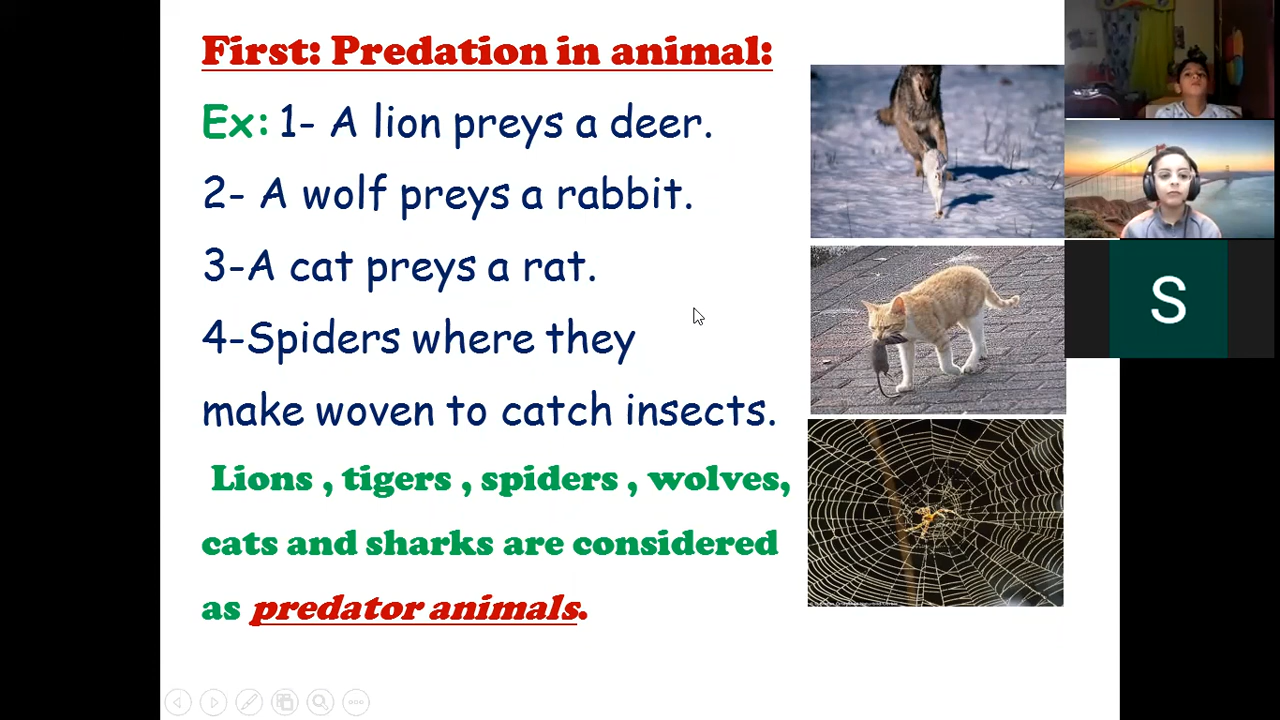 First: Predation in animal:
Ex: 1- A lion preys a deer.
2- A wolf preys a rabbit.
3-A cat preys a rat.
4-Spiders where they
make woven to catch insects.
Lions , tigers , spiders , wolves,
cats and sharks are considered
as predator animals.
S